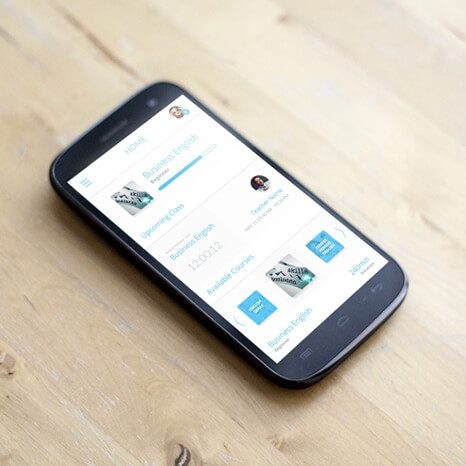 HOME
Business English
Beginner
Upcoming Class
Business English
12:00:12
Teacher Name
Available Courses
Business English
Beginner
240min